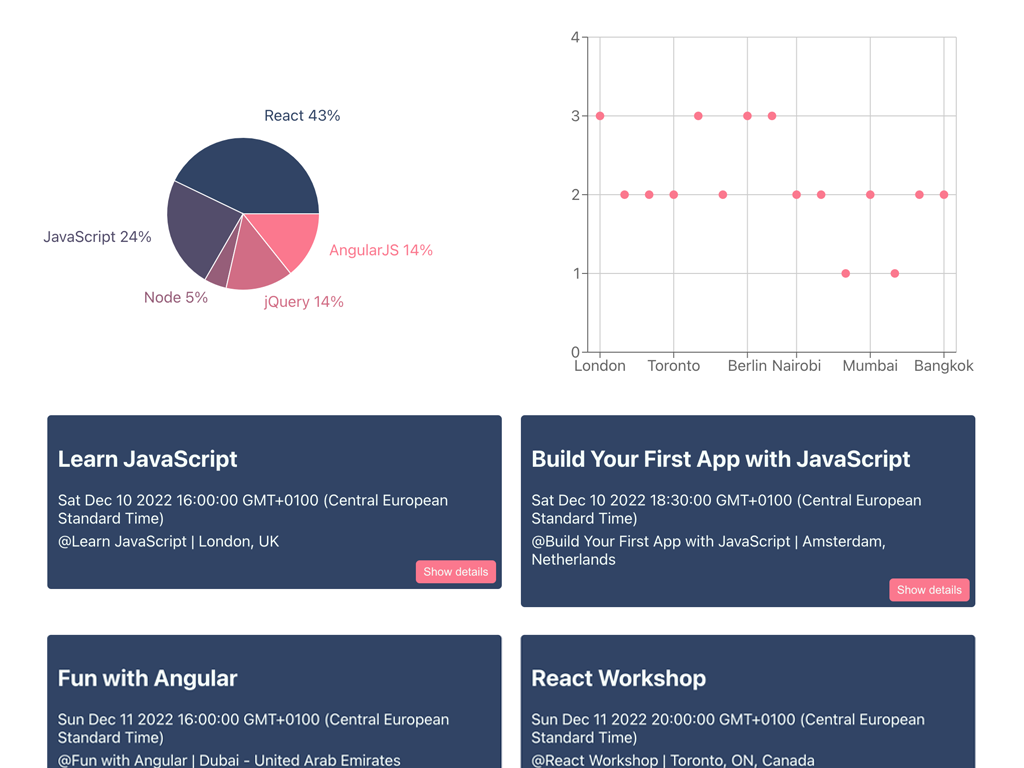 React 43%
JavaScript 24%
AngularJS 14%
Node 5%
jQuery 14%
4
3
2
1
0
London Toronto Berlin Nairobi Mumbai Bangkok
Learn JavaScript
Sat Dec 10 2022 16:00:00 GMT+0100 (Central European
Standard Time)
@Learn JavaScript | London, UK
Show details
Build Your First App with JavaScript
Sat Dec 10 2022 18:30:00 GMT+0100 (Central European
Standard Time)
@Build Your First App with JavaScript | Amsterdam,
Netherlands
Show details
Fun with Angular
Sun Dec 11 2022 16:00:00 GMT+0100 (Central European
Standard Time)
@Fun with Angular | Dubai - United Arab Emirates
React Workshop
Sun Dec 11 2022 20:00:00 GMT+0100 (Central European
Standard Time)
@React Workshop | Toronto, ON, Canada